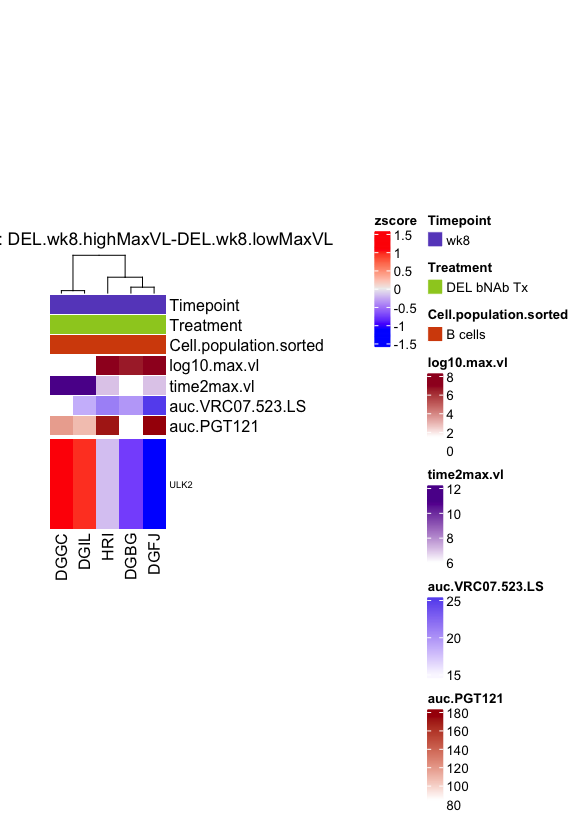 : DEL.wk8.highMaxVL-DEL.wk8.lowMaxVL
Timepoint
Treatment
Cell.population.sorted
log10.max.vl
time2max.vl
auc.VRC07.523.LS
auc.PGT121
ULK2
DGGC
DGIL
HRI
DGBG
DGFJ
zscore
1.5
1
0.5
0
-0.5
-1
-1.5
Timepoint
wk8
Treatment
DEL bNAb Tx
Cell.population.sorted
B cells
log10.max.vl
8
6
4
2
0
time2max.vl
12
10
8
6
auc.VRC07.523.LS
25
20
15
auc.PGT121
180
160
140
120
100
80